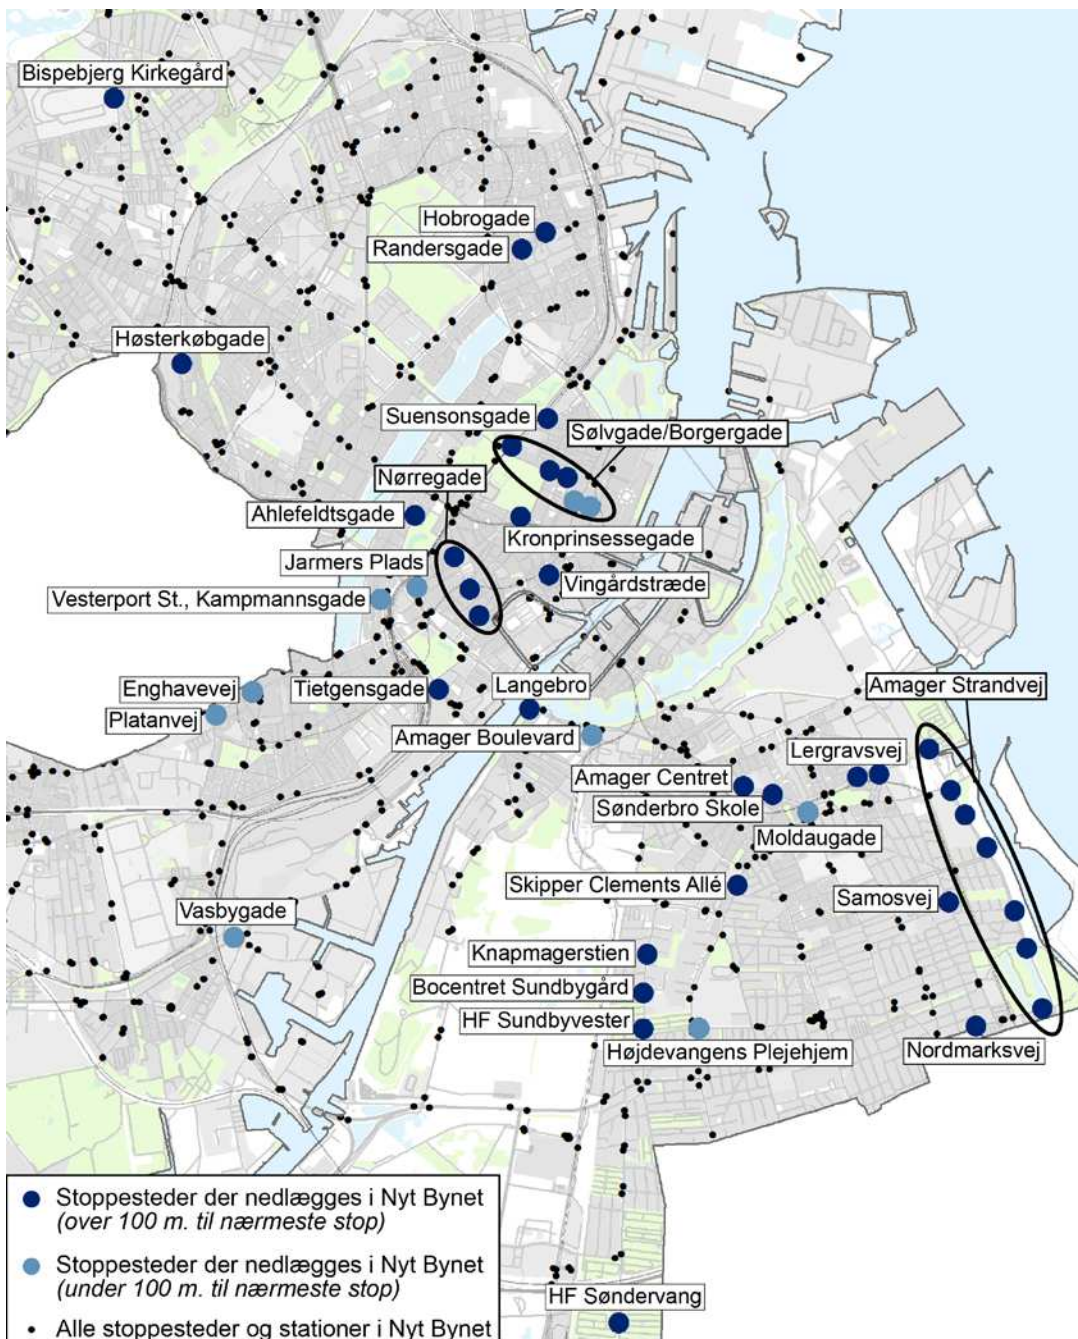 Bispebjerg Kirkegård
Hobrogade
Randersgade
Høsterkøbgade
Suensonsgade
Sølvgade/Borgergade
Nørregade
Ahlefeldtsgade
Kronprinsessegade
Jarmers Plads
Vingårdstræde
Vesterport St., Kampmannsgade
Enghavevej
Tietgensgade
Langebro
Amager Strandvej
Platanvej
Amager Boulevard
Lergravsvej
Amager Centret
Sønderbro Skole
Moldaugade
Skipper Clements Allé
Samosvej
Vasbygade
Knapmagerstien
Bocentret Sundbygård
HF Sundbyvester
Højdevangens Plejehjem
Nordmarksvej
Stoppesteder der nedlægges i Nyt Bynet
(over 100 m. til nærmeste stop)
Stoppesteder der nedlægges i Nyt Bynet
(under 100 m. til nærmeste stop)
HF Søndervang
Alle stoppesteder og stationer i Nyt Bynet